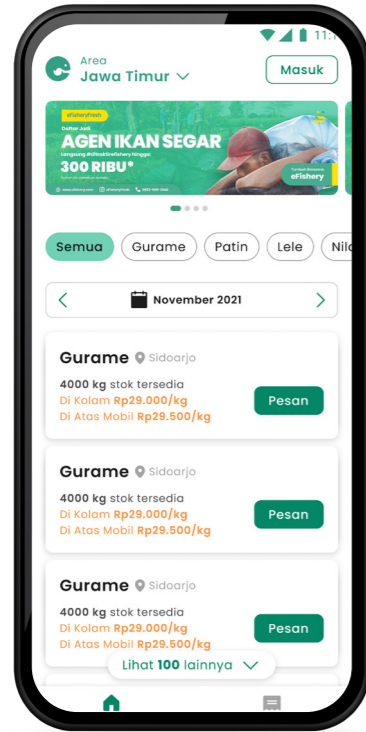 11:1
Area
Jawa Timur
Masuk
eFisheryFresh
Daftar Jadi
AGEN IKAN SEGAR
300 RIBU*
eFishery
Semua
Gurame
Patin
Lele
Nila
November 2021
Gurame Sidoarjo
4000 kg stok tersedia
Di Kolam Rp29.000/kg
Pesan
Di Atas Mobil Rp29.500/kg
Gurame Sidoarjo
4000 kg stok tersedia
Di Kolam Rp29.000/kg
Pesan
Di Atas Mobil Rp29.500/kg
Gurame Sidoarjo
4000 kg stok tersedia
Di Kolam Rp29.000/kg
Pesan
Di Atas Mobil Rp29.500/kg
Lihat 100 lainnya